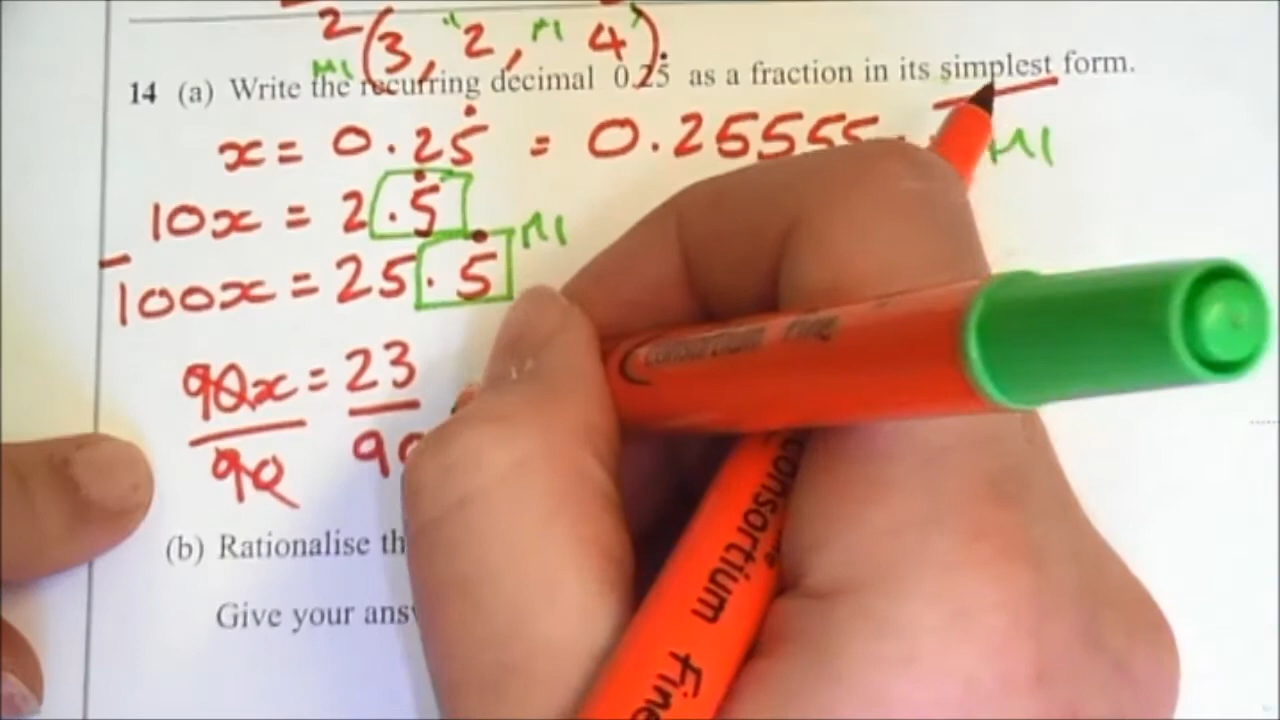 2(3, "2, M1 4)
M1
14 (a) Write the recurring decimal 0.25̇ as a fraction in its simplest form.
x = 0.25̇ = 0.25555 M1
10x = 2.5̇
- 100x = 25.5̇ M1
90x = 23
90 90
(b) Rationalise th
Give your ans
consortium fine
consortium fine